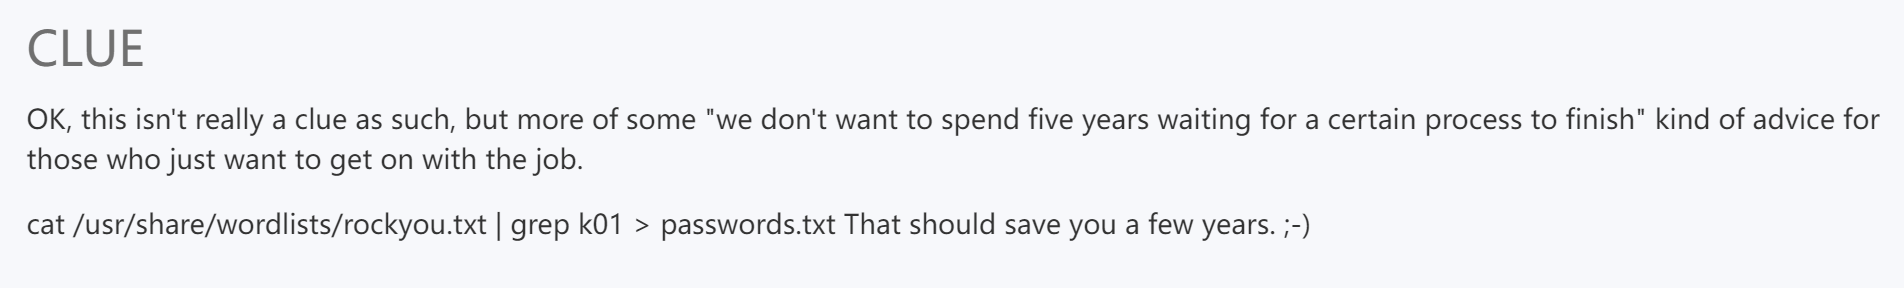 CLUE
OK, this isn't really a clue as such, but more of some "we don't want to spend five years waiting for a certain process to finish" kind of advice for
those who just want to get on with the job.
cat /usr/share/wordlists/rockyou.txt | grep k01 > passwords.txt That should save you a few years. ;-)